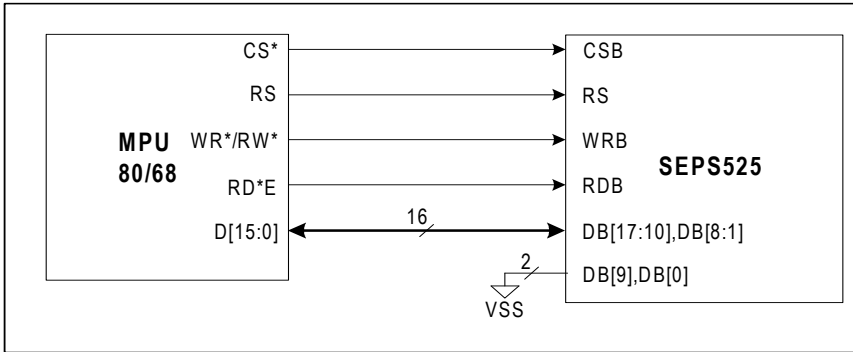 CS* CSB
RS RS
MPU WR*/RW* WRB SEPS525
80/68
RD*E RDB
D[15:0] 16 DB[17:10],DB[8:1]
2 DB[9],DB[0]
VSS